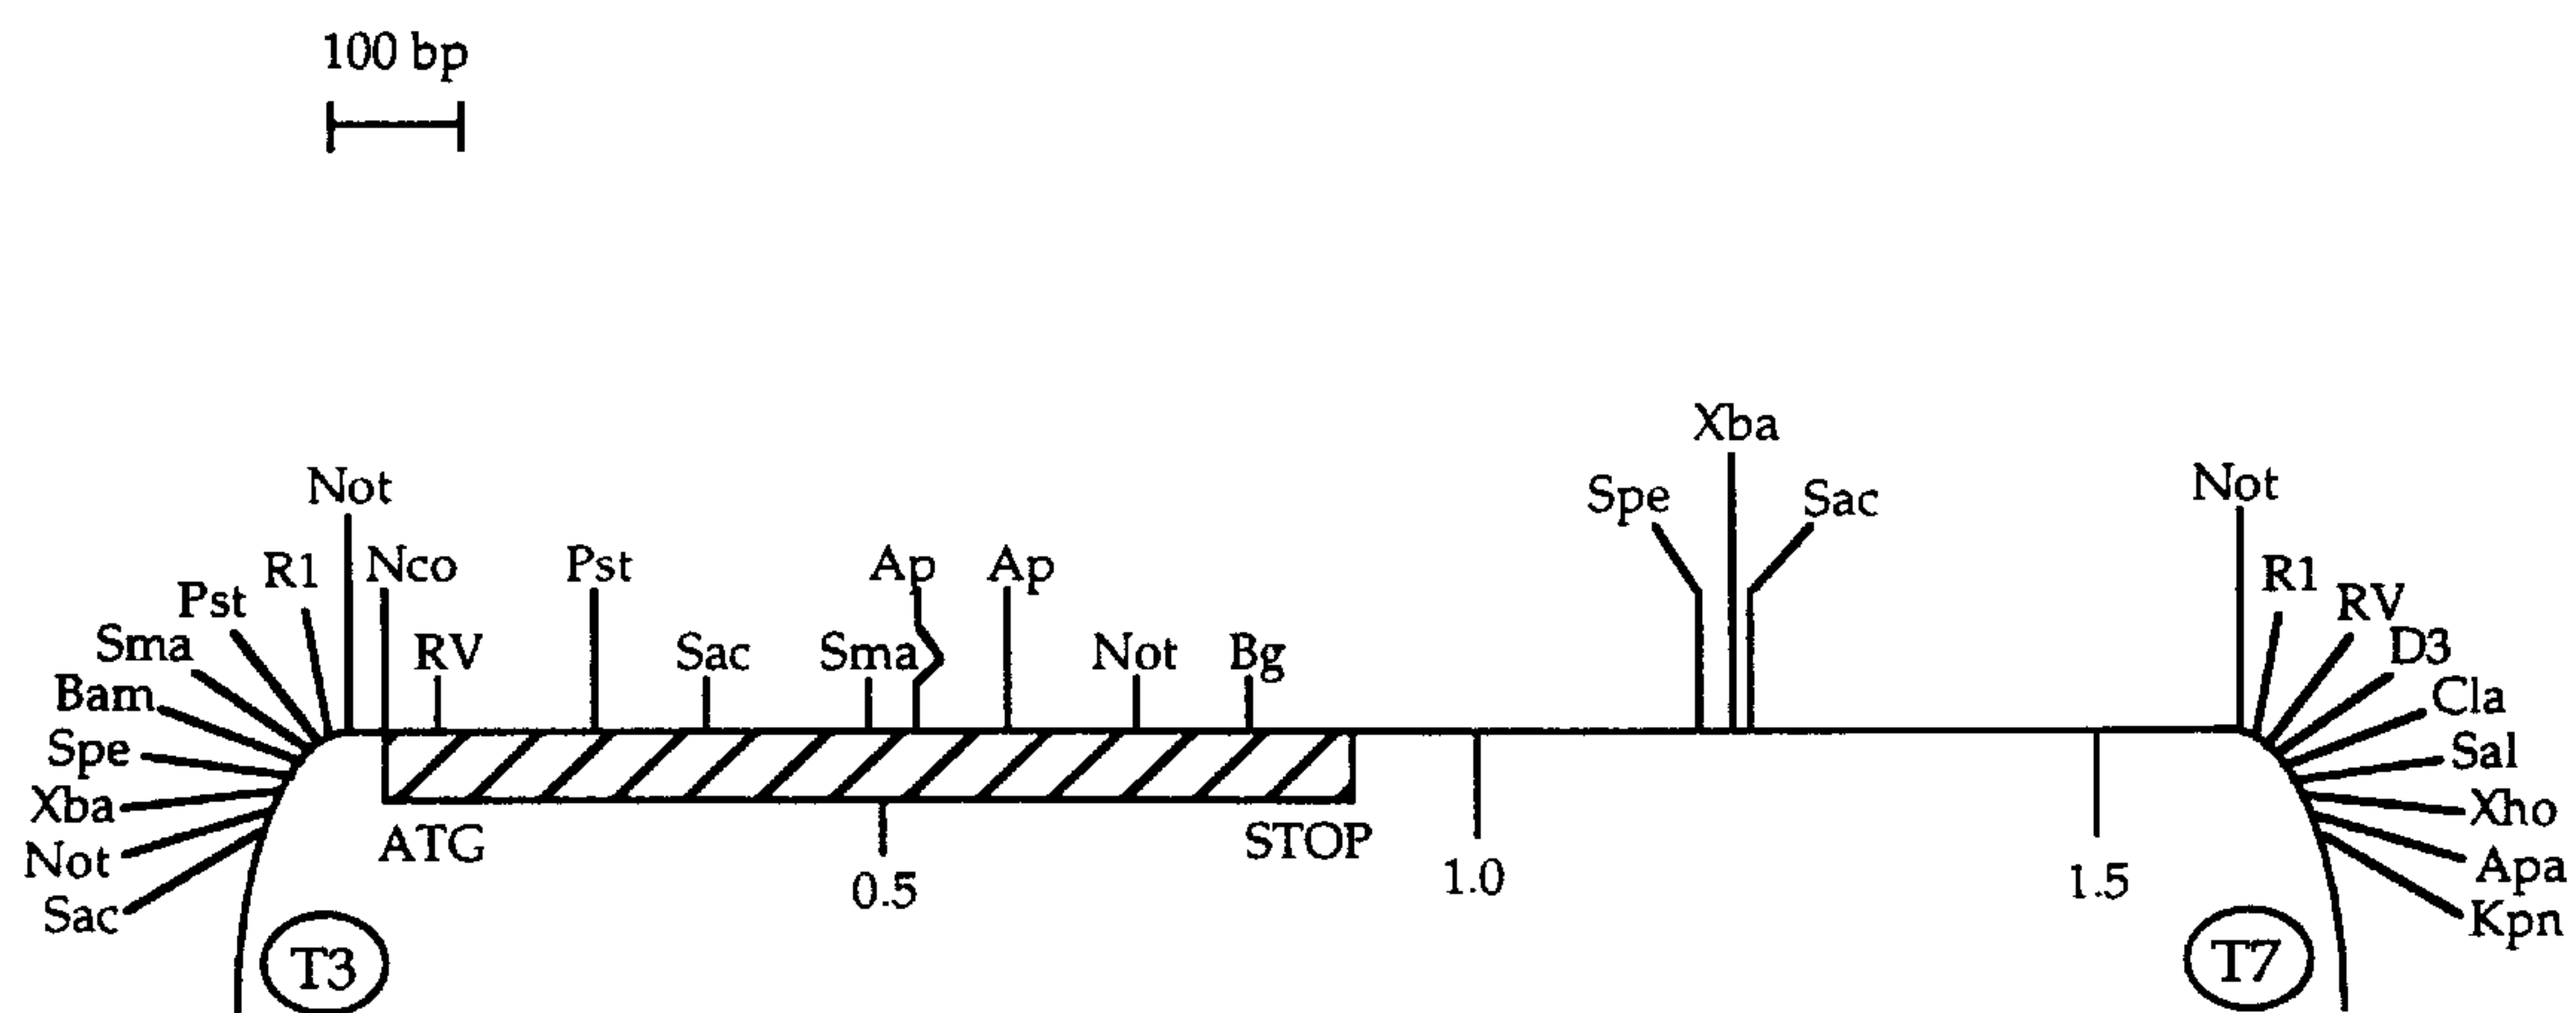 100 bp
Xba
Not
Spe
Sac
Not
R1
Nco
Pst
Ap
Ap
R1
Pst
RV
Sma
RV
Sac
Sma
Not
Bg
D3
Bam
Cla
Spe
Sal
Xba
Xho
Not
ATG
STOP
Apa
Sac
0.5
1.0
1.5
Kpn
T3
T7